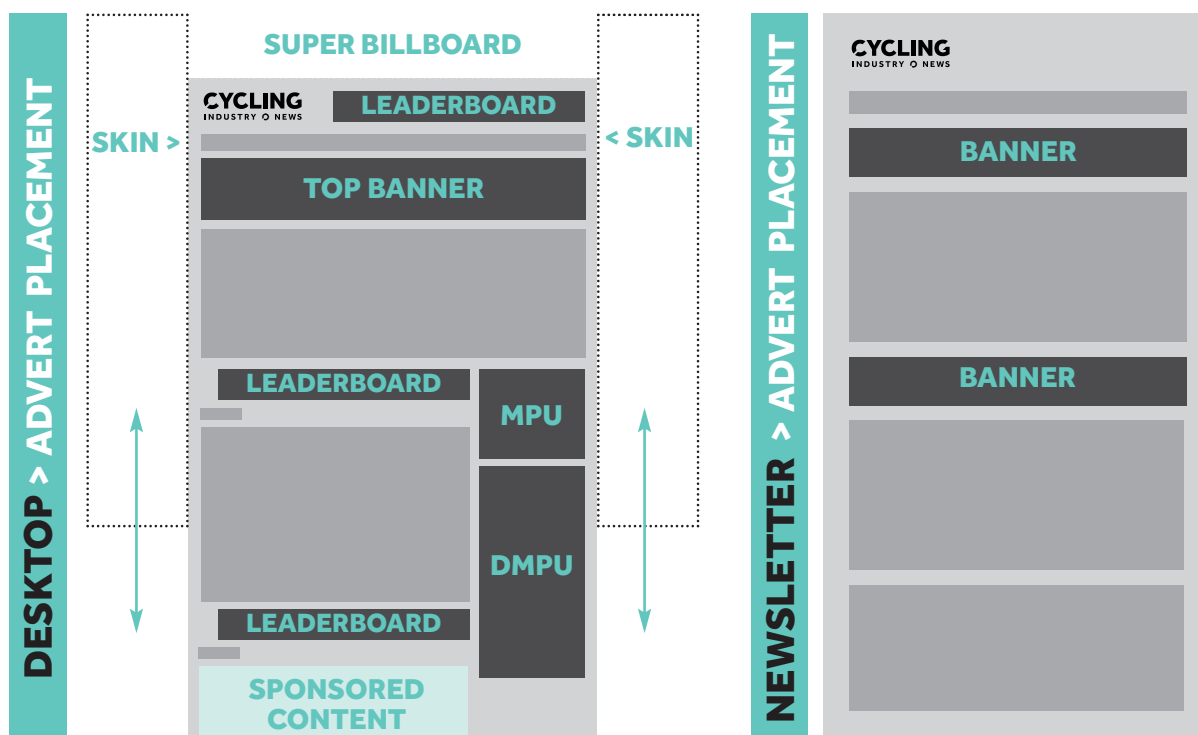 DESKTOP > ADVERT PLACEMENT
SUPER BILLBOARD
SKIN >
< SKIN
CYCLING
INDUSTRY NEWS
LEADERBOARD
TOP BANNER
LEADERBOARD
MPU
DMPU
LEADERBOARD
SPONSORED
CONTENT
NEWSLETTER > ADVERT PLACEMENT
CYCLING
INDUSTRY NEWS
BANNER
BANNER